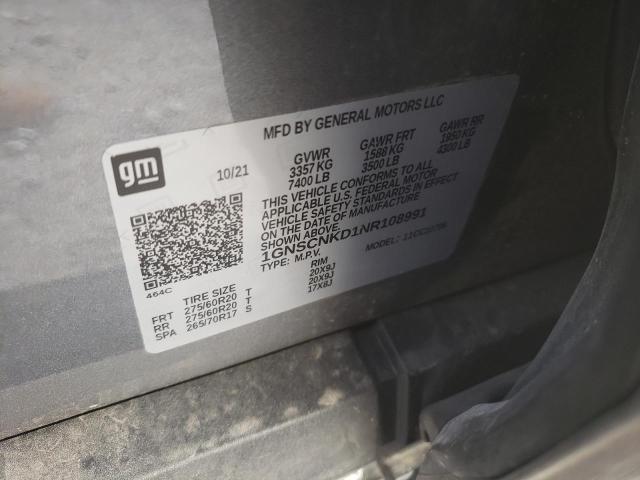 MFD BY GENERAL MOTORS LLC
gm
10/21
GVWR GAWR FRT GAWR RR
3357 KG 1588 KG 1950 KG
7400 LB 3500 LB 4300 LB
THIS VEHICLE CONFORMS TO ALL
APPLICABLE U.S. FEDERAL MOTOR
VEHICLE SAFETY STANDARDS IN EFFECT
ON THE DATE OF MANUFACTURE
SHOWN ABOVE.
1GNSCNKD1NR108991
TYPE: M.P.V. MODEL:
464C
TIRE SIZE RIM
FRT 275/60R20 T 20X9J
RR 275/60R20 T 20X9J
SPA 265/70R17 S 17X8J